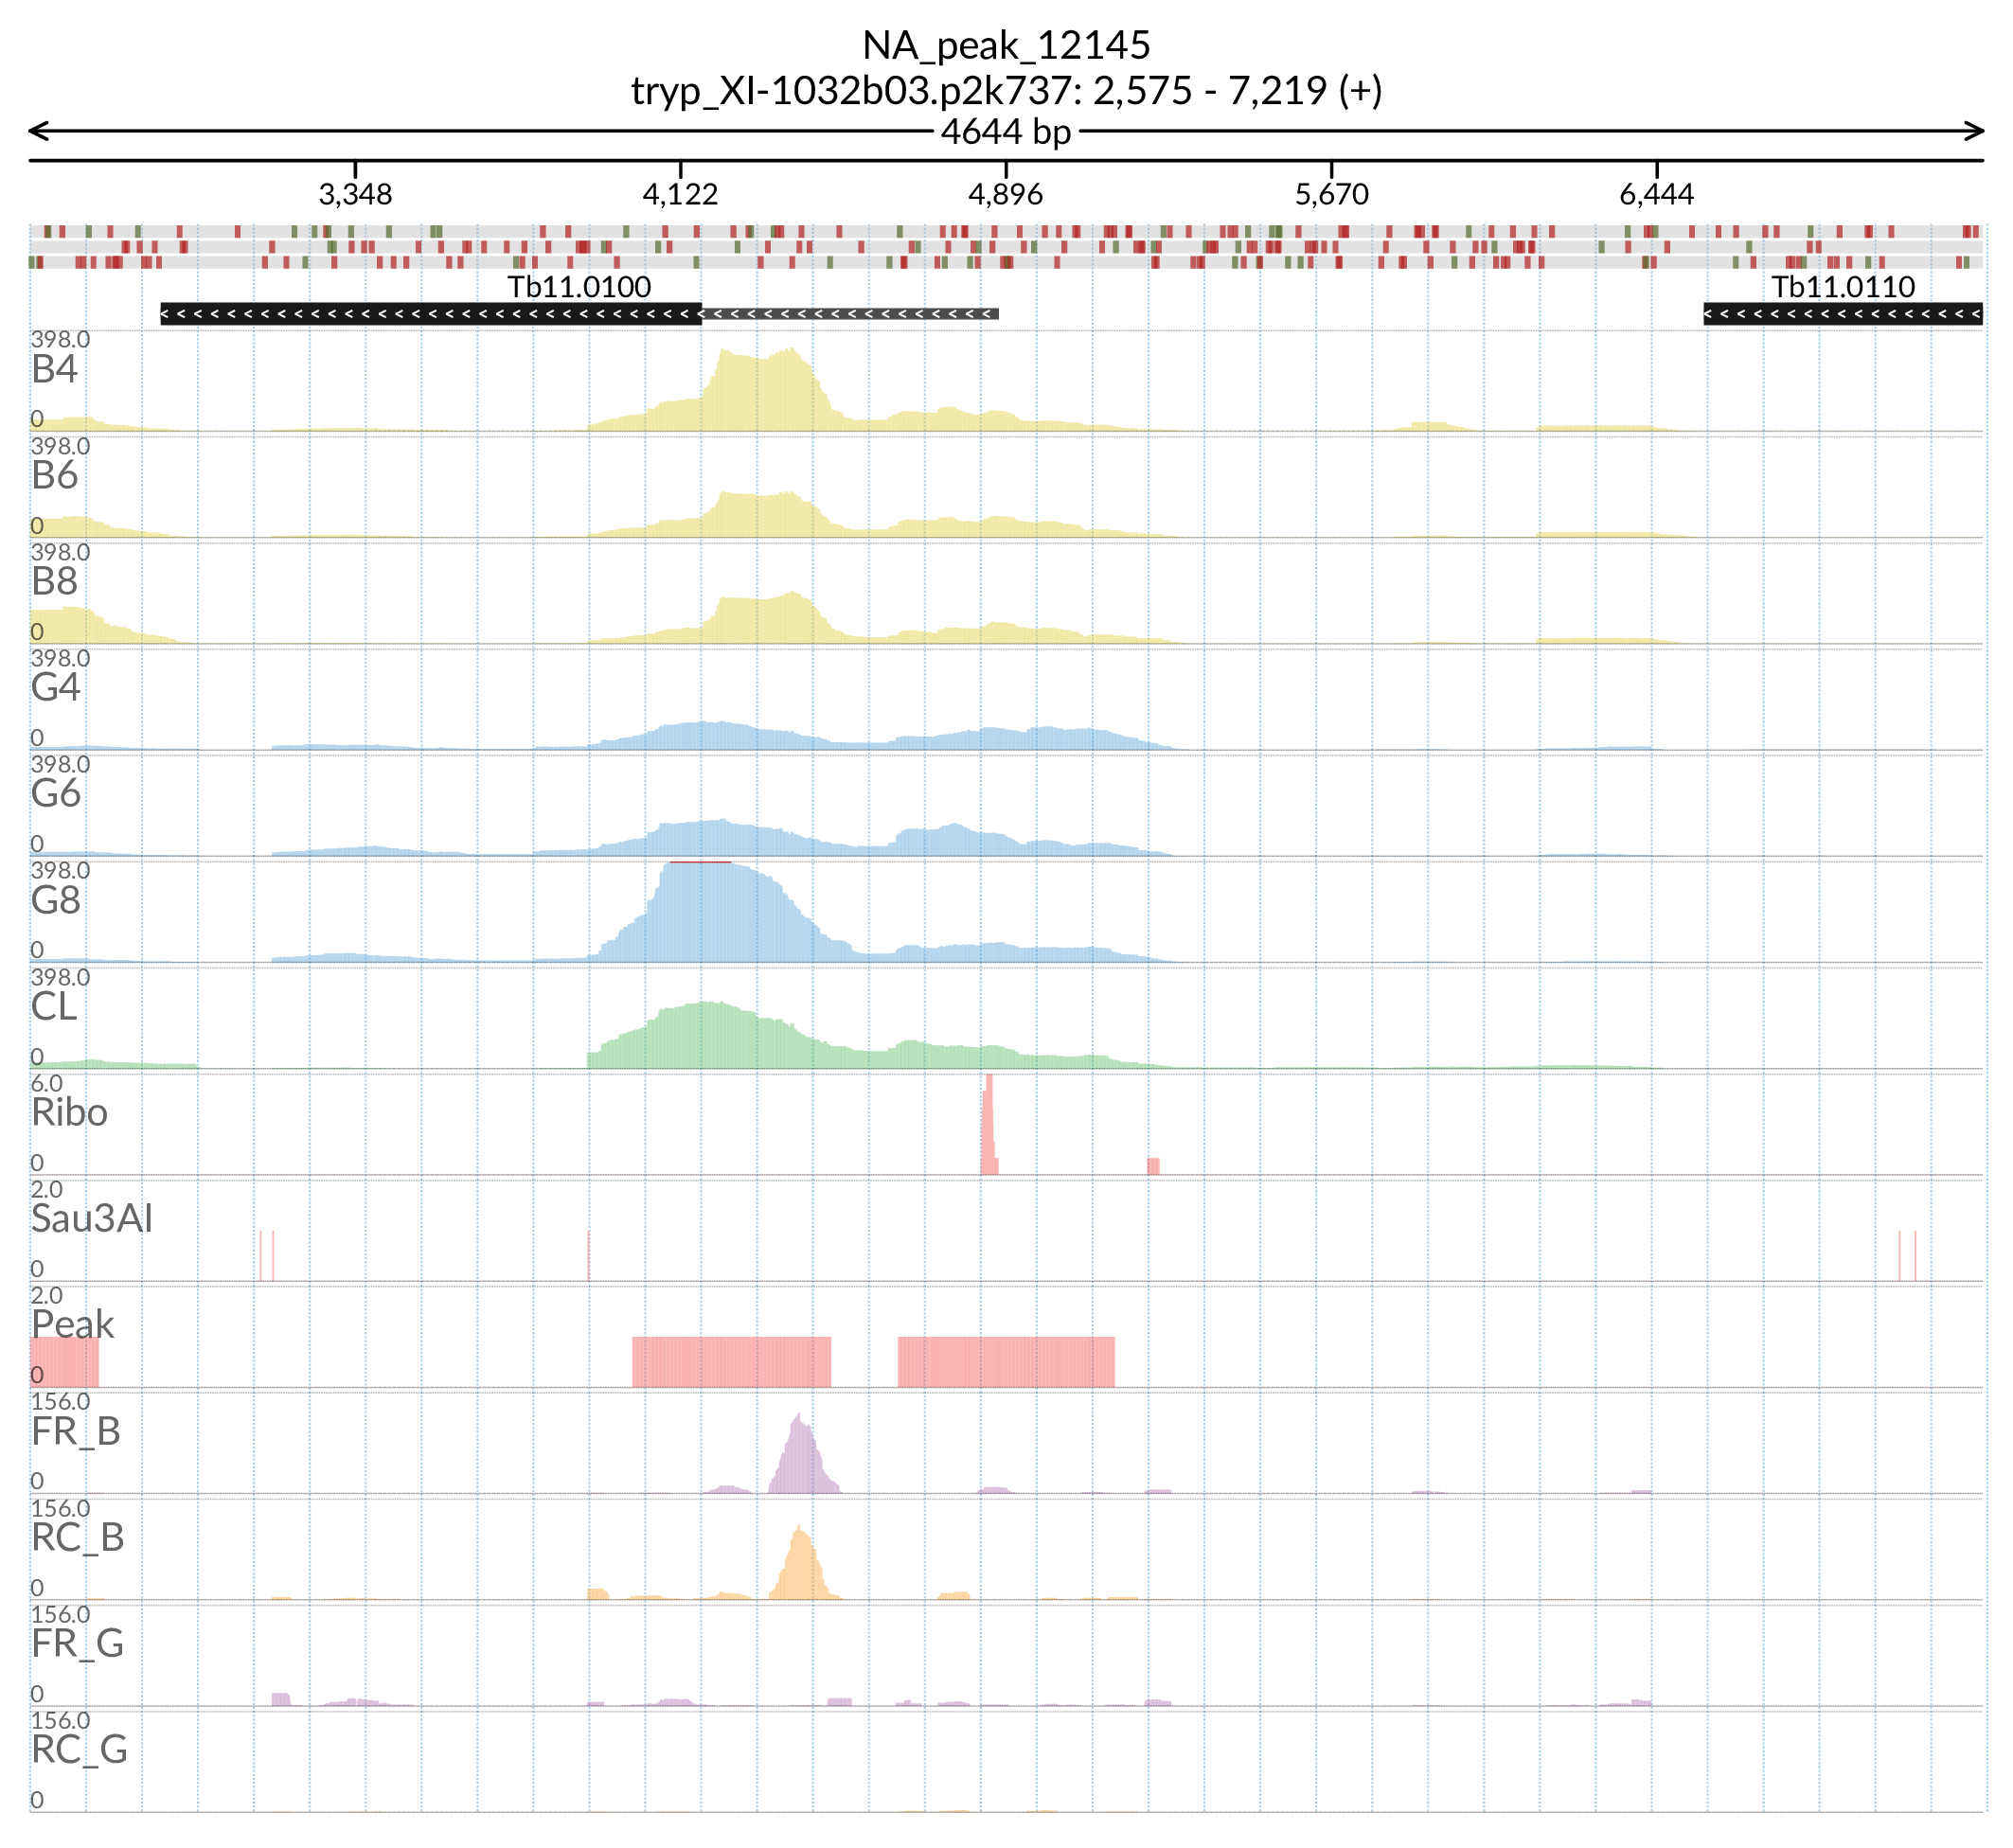 NA_peak_12145
tryp_XI-1032b03.p2k737: 2,575 - 7,219 (+)
4644 bp
3,348 4,122 4,896 5,670 6,444
Tb11.0100 Tb11.0110
398.0
B4
0
398.0
B6
0
398.0
B8
0
398.0
G4
0
398.0
G6
0
398.0
G8
0
398.0
CL
0
6.0
Ribo
0
2.0
Sau3AI
0
2.0
Peak
0
156.0
FR_B
0
156.0
RC_B
0
156.0
FR_G
0
156.0
RC_G
0